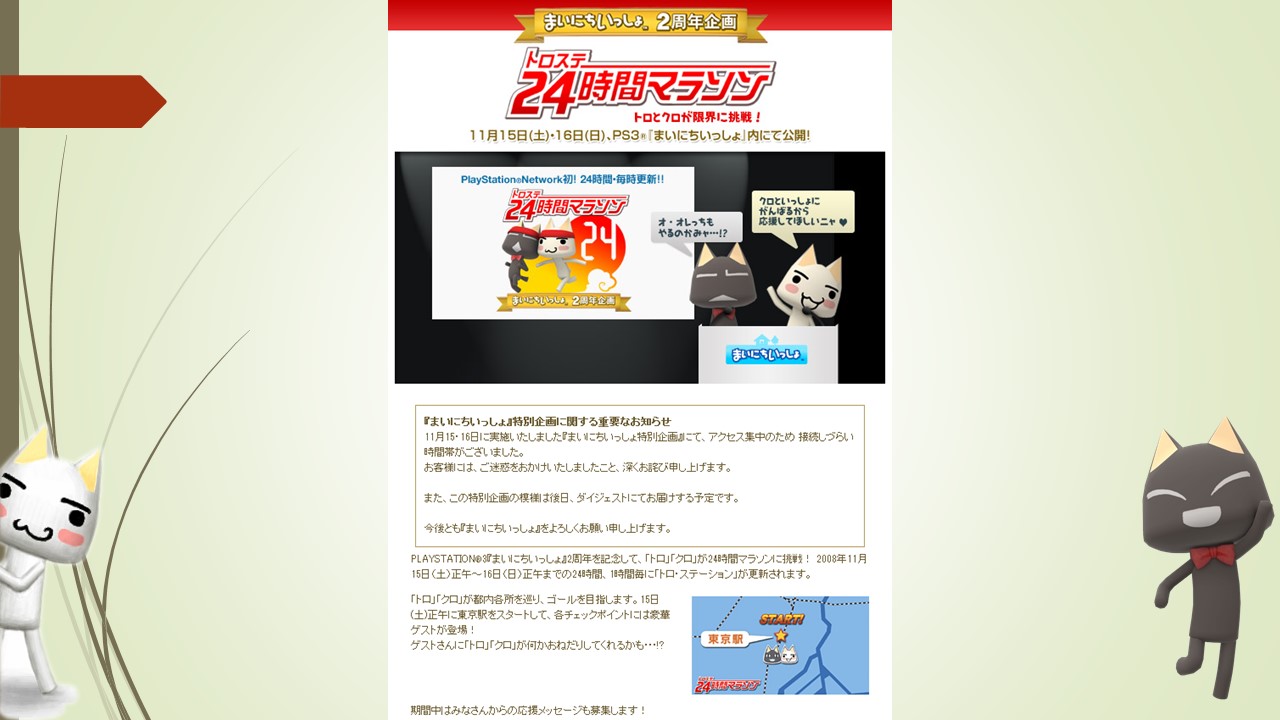 まいにちいっしょ™ 2周年企画
トロステ
24時間マラソン
トロとクロが限界に挑戦！
11月15日(土)・16日(日)、PS3®『まいにちいっしょ』内にて公開!
PlayStation®Network初! 24時間・毎時更新!!
トロステ
24時間マラソン
24
まいにちいっしょ™ 2周年企画
オ・オレっちも
やるのかみャ…!?
クロといっしょに
がんばるから
応援してほしいニャ♥
まいにちいっしょ™
『まいにちいっしょ』特別企画に関する重要なお知らせ
11月15・16日に実施いたしました『まいにちいっしょ特別企画』にて、アクセス集中のため 接続しづらい
時間帯がございました。
お客様には、ご迷惑をおかけいたしましたこと、深くお詫び申し上げます。
また、この特別企画の模様は後日、ダイジェストにてお届けする予定です。
今後とも『まいにちいっしょ』をよろしくお願い申し上げます。
PLAYSTATION®3『まいにちいっしょ』2周年を記念して、「トロ」「クロ」が24時間マラソンに挑戦！ 2008年11月
15日（土）正午～16日（日）正午までの24時間、1時間毎に「トロ・ステーション」が更新されます。
「トロ」「クロ」が都内各所を巡り、ゴールを目指します。15日
(土)正午に東京駅をスタートして、各チェックポイントには豪華
ゲストが登場！
ゲストさんに「トロ」「クロ」が何かおねだりしてくれるかも・・・!?
START!
東京駅
トロステ
24時間マラソン
期間中はみなさんからの応援メッセージも募集します！